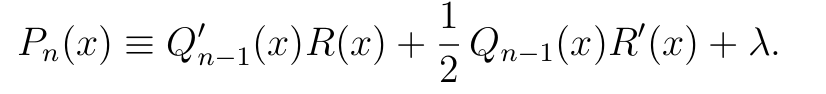 $P_n(x) \equiv Q'_{n-1}(x)R(x) + \frac{1}{2}\,Q_{n-1}(x)R'(x) + \lambda.$